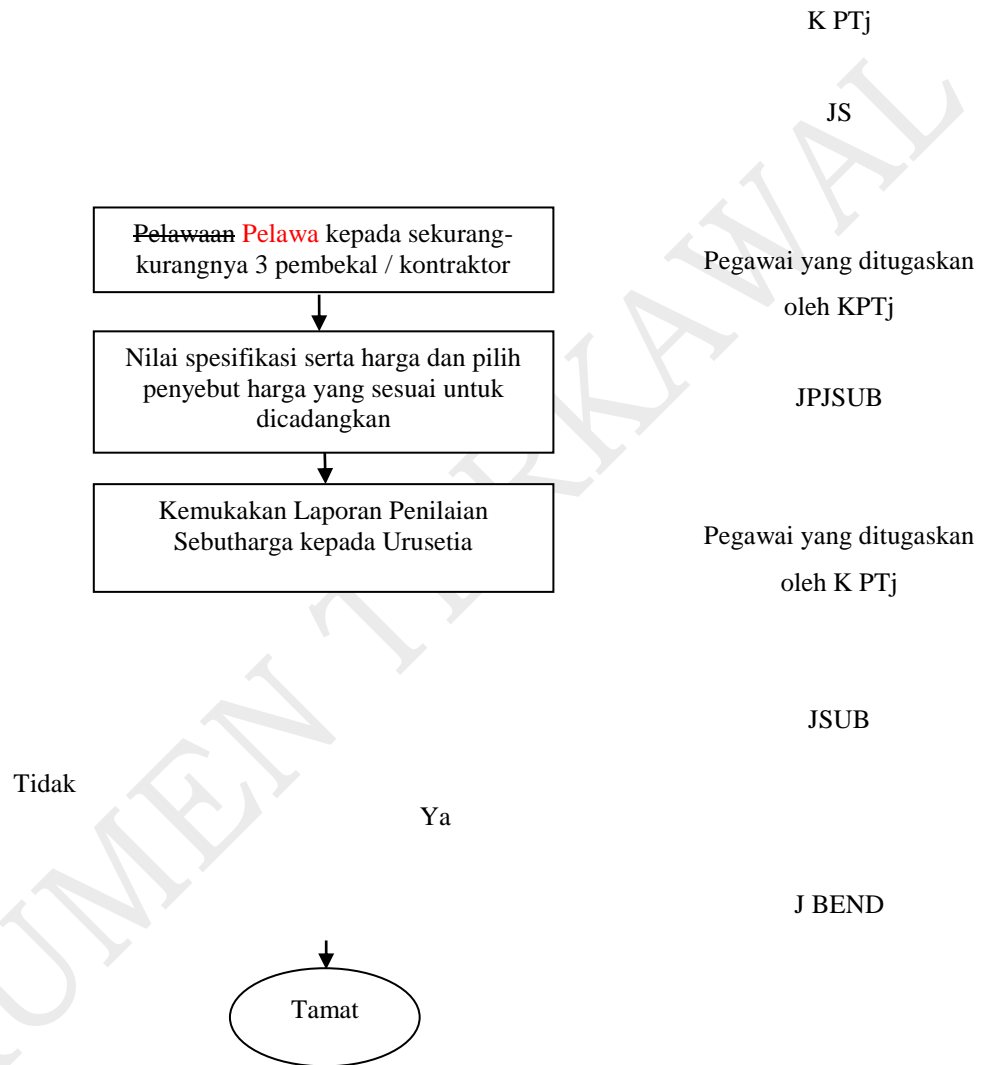 K PTj
JS
Pelawaan Pelawa kepada sekurang-
kurangnya 3 pembekal / kontraktor
Pegawai yang ditugaskan
oleh KPTj
Nilai spesifikasi serta harga dan pilih
penyebut harga yang sesuai untuk
dicadangkan
JPJSUB
Kemukakan Laporan Penilaian
Sebutharga kepada Urusetia
Pegawai yang ditugaskan
oleh K PTj
JSUB
Tidak
Ya
J BEND
Tamat
UMEN TERKAWAL